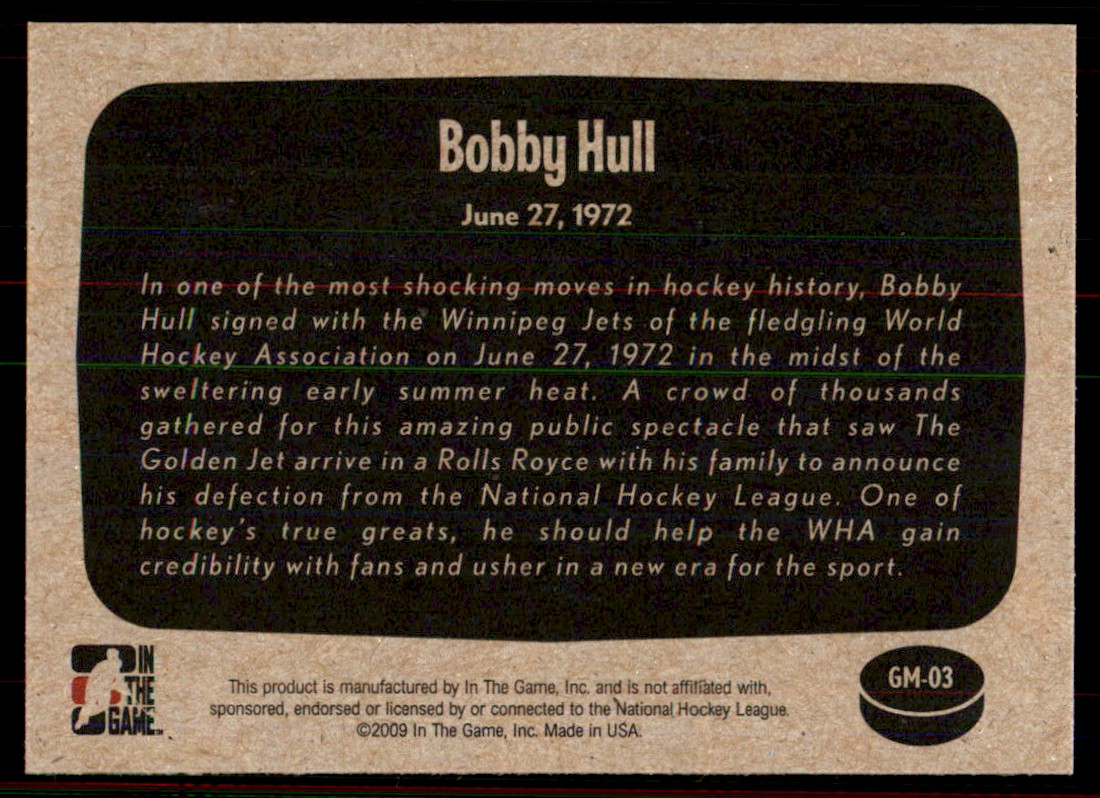 Bobby Hull
June 27, 1972
In one of the most shocking moves in hockey history, Bobby
Hull signed with the Winnipeg Jets of the fledgling World
Hockey Association on June 27, 1972 in the midst of the
sweltering early summer heat. A crowd of thousands
gathered for this amazing public spectacle that saw The
Golden Jet arrive in a Rolls Royce with his family to announce
his defection from the National Hockey League. One of
hockey's true greats, he should help the WHA gain
credibility with fans and usher in a new era for the sport.
IN
THE
GAME
GM-03
This product is manufactured by In The Game, Inc. and is not affiliated with,
sponsored, endorsed or licensed by or connected to the National Hockey League.
©2009 In The Game, Inc. Made in USA.